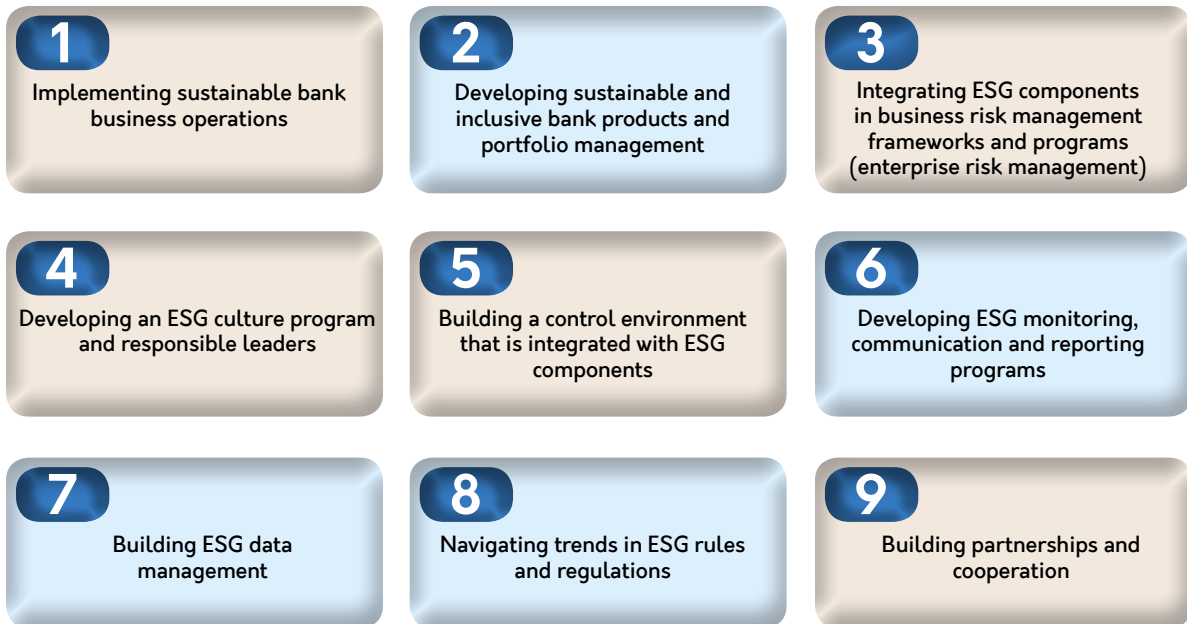 1
Implementing sustainable bank
business operations
2
Developing sustainable and
inclusive bank products and
portfolio management
3
Integrating ESG components
in business risk management
frameworks and programs
(enterprise risk management)
4
Developing an ESG culture program
and responsible leaders
5
Building a control environment
that is integrated with ESG
components
6
Developing ESG monitoring,
communication and reporting
programs
7
Building ESG data
management
8
Navigating trends in ESG rules
and regulations
9
Building partnerships and
cooperation